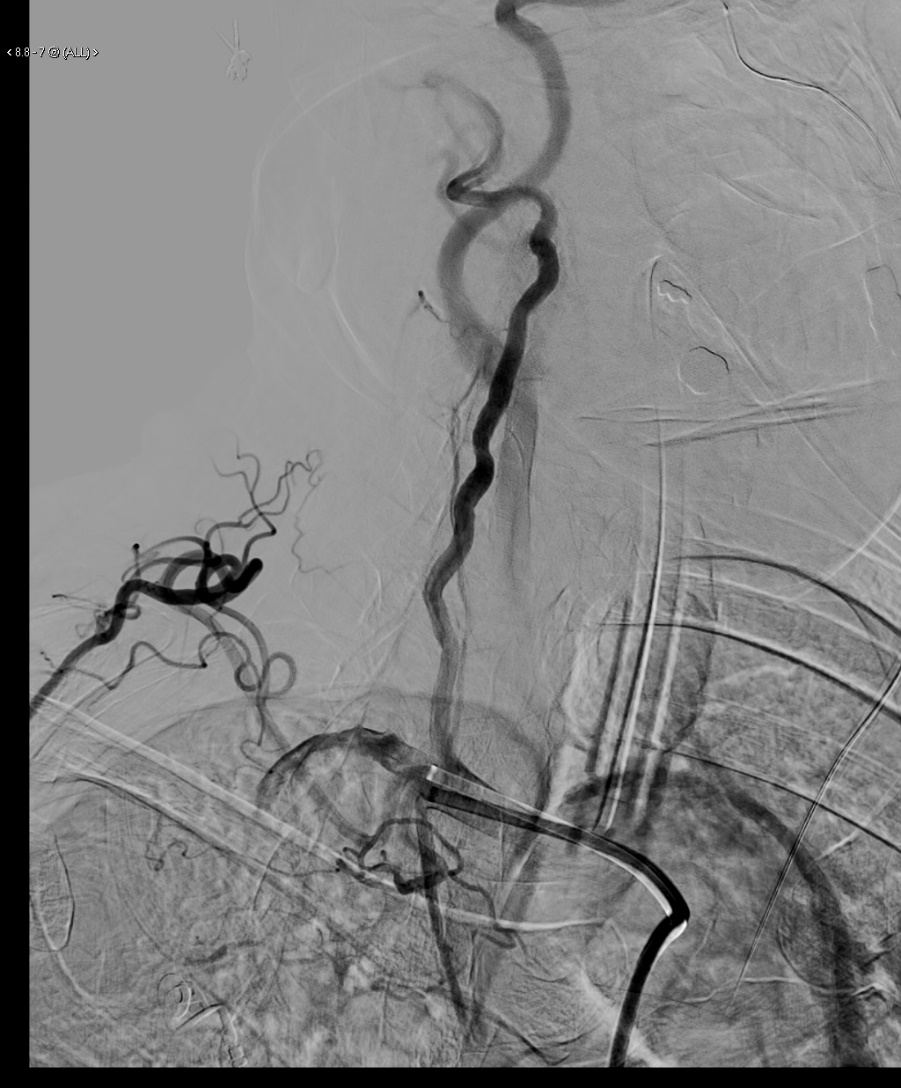 < 8.8 - 7 @ (ALL) >